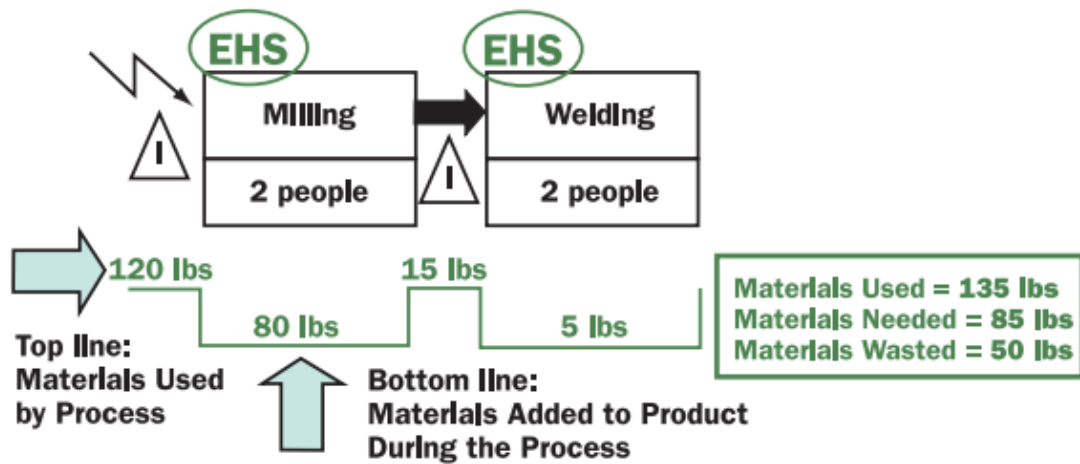 EHS
EHS
Milling
Welding
I
I
2 people
2 people
120 lbs
15 lbs
80 lbs
5 lbs
Materials Used = 135 lbs
Materials Needed = 85 lbs
Materials Wasted = 50 lbs
Top line:
Materials Used
by Process
Bottom line:
Materials Added to Product
During the Process